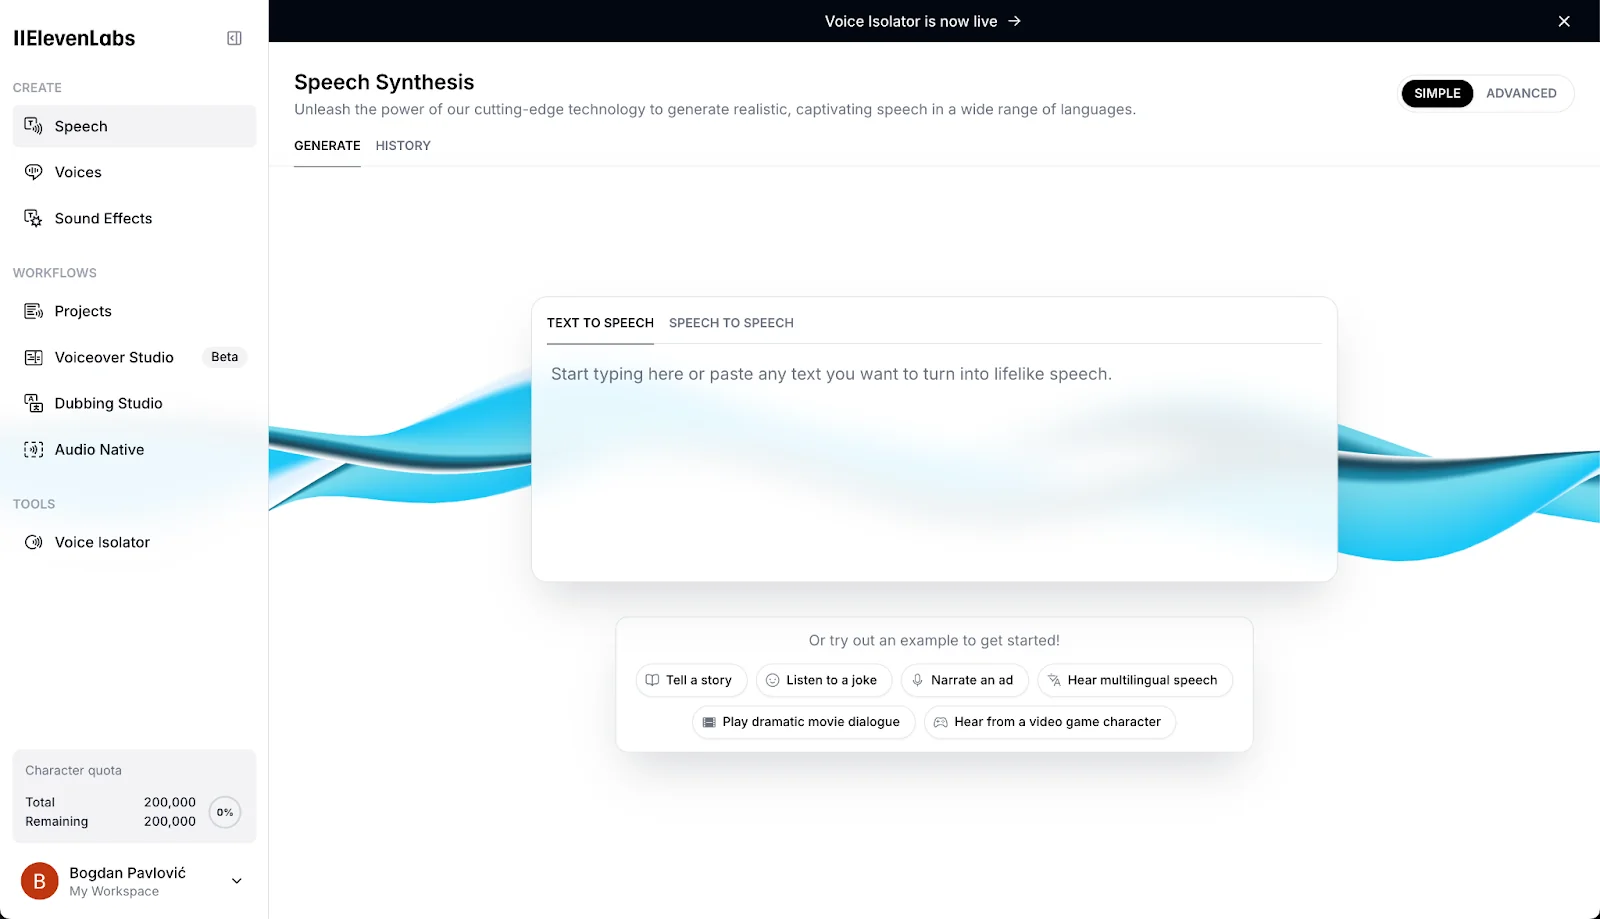 IIElevenLabs
CREATE
Speech
Voices
Sound Effects
WORKFLOWS
Projects
Voiceover Studio Beta
Dubbing Studio
Audio Native
TOOLS
Voice Isolator
Character quota
Total 200,000
Remaining 200,000
0%
B
Bogdan Pavlović
My Workspace
Voice Isolator is now live →
Speech Synthesis
Unleash the power of our cutting-edge technology to generate realistic, captivating speech in a wide range of languages.
SIMPLE ADVANCED
GENERATE HISTORY
TEXT TO SPEECH SPEECH TO SPEECH
Start typing here or paste any text you want to turn into lifelike speech.
Or try out an example to get started!
Tell a story Listen to a joke Narrate an ad Hear multilingual speech
Play dramatic movie dialogue Hear from a video game character